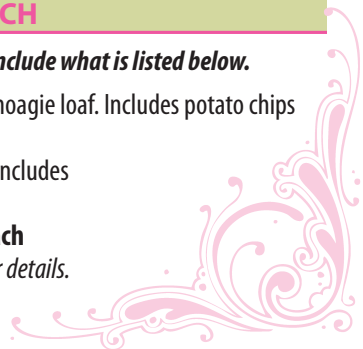 CH
nclude what is listed below.
hoagie loaf. Includes potato chips
ncludes
ch
details.